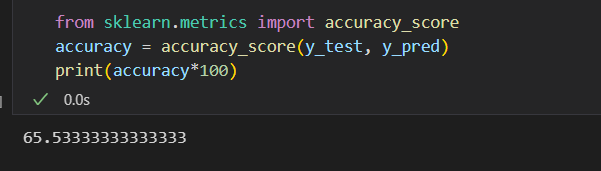 from sklearn.metrics import accuracy_score
accuracy = accuracy_score(y_test, y_pred)
print(accuracy*100)
0.0s
65.53333333333333